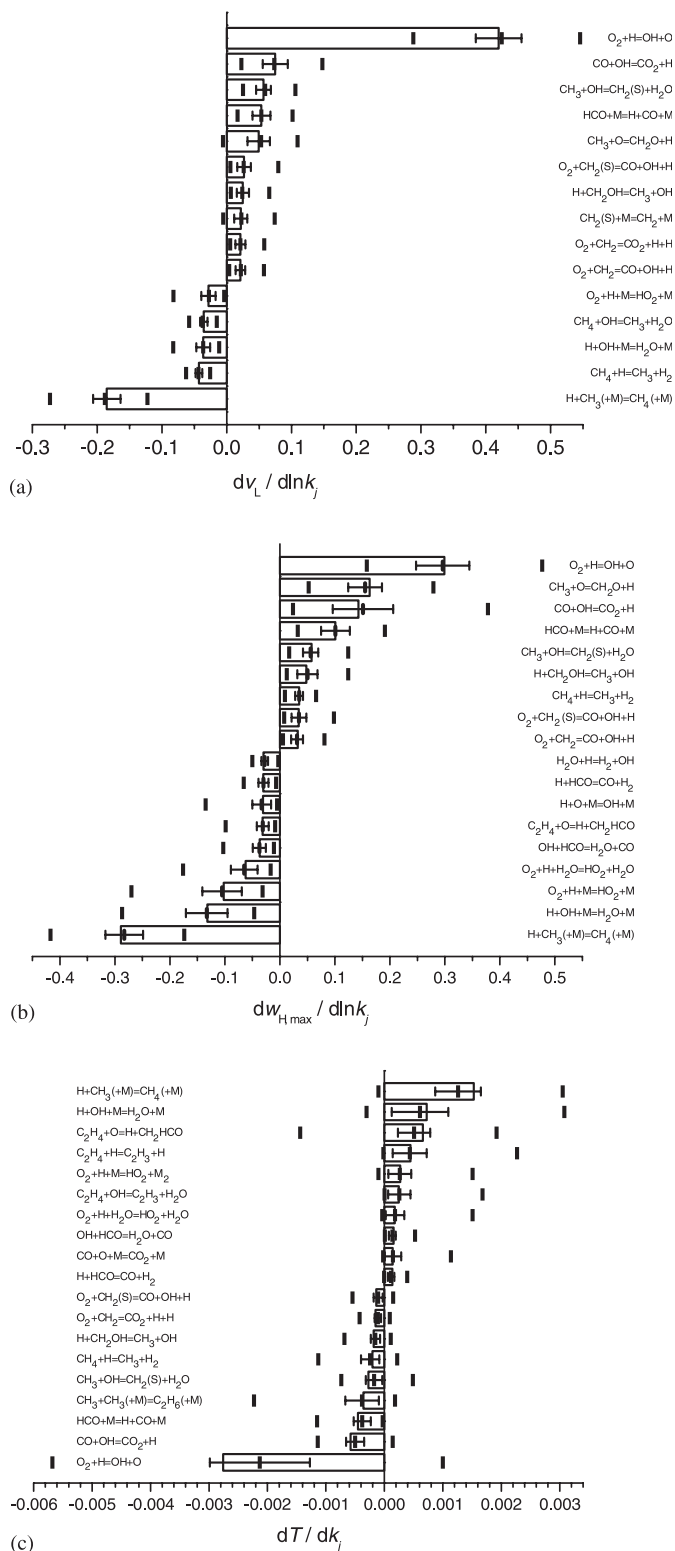 O₂+H=OH+O
CO+OH=CO₂+H
CH₃+OH=CH₂(S)+H₂O
HCO+M=H+CO+M
CH₃+O=CH₂O+H
O₂+CH₂(S)=CO+OH+H
H+CH₂OH=CH₃+OH
CH₂(S)+M=CH₂+M
O₂+CH₂=CO₂+H+H
O₂+CH₂=CO+OH+H
O₂+H+M=HO₂+M
CH₄+OH=CH₃+H₂O
H+OH+M=H₂O+M
CH₄+H=CH₃+H₂
H+CH₃(+M)=CH₄(+M)
-0.3 -0.2 -0.1 0.0 0.1 0.2 0.3 0.4 0.5
(a) dv_L / dlnk_j
O₂+H=OH+O
CH₃+O=CH₂O+H
CO+OH=CO₂+H
HCO+M=H+CO+M
CH₃+OH=CH₂(S)+H₂O
H+CH₂OH=CH₃+OH
CH₄+H=CH₃+H₂
O₂+CH₂(S)=CO+OH+H
O₂+CH₂=CO+OH+H
H₂O+H=H₂+OH
H+HCO=CO+H₂
H+O+M=OH+M
C₂H₄+O=H+CH₂HCO
OH+HCO=H₂O+CO
O₂+H+H₂O=HO₂+H₂O
O₂+H+M=HO₂+M
H+OH+M=H₂O+M
H+CH₃(+M)=CH₄(+M)
-0.4 -0.3 -0.2 -0.1 0.0 0.1 0.2 0.3 0.4 0.5
(b) dw_H,max / dlnk_j
H+CH₃(+M)=CH₄(+M)
H+OH+M=H₂O+M
C₂H₄+O=H+CH₂HCO
C₂H₄+H=C₂H₃+H
O₂+H+M=HO₂+M₂
C₂H₄+OH=C₂H₃+H₂O
O₂+H+H₂O=HO₂+H₂O
OH+HCO=H₂O+CO
CO+O+M=CO₂+M
H+HCO=CO+H₂
O₂+CH₂(S)=CO+OH+H
O₂+CH₂=CO₂+H+H
H+CH₂OH=CH₃+OH
CH₄+H=CH₃+H₂
CH₃+OH=CH₂(S)+H₂O
CH₃+CH₃(+M)=C₂H₆(+M)
HCO+M=H+CO+M
CO+OH=CO₂+H
O₂+H=OH+O
-0.006 -0.005 -0.004 -0.003 -0.002 -0.001 0.000 0.001 0.002 0.003
(c) dT / dk_j